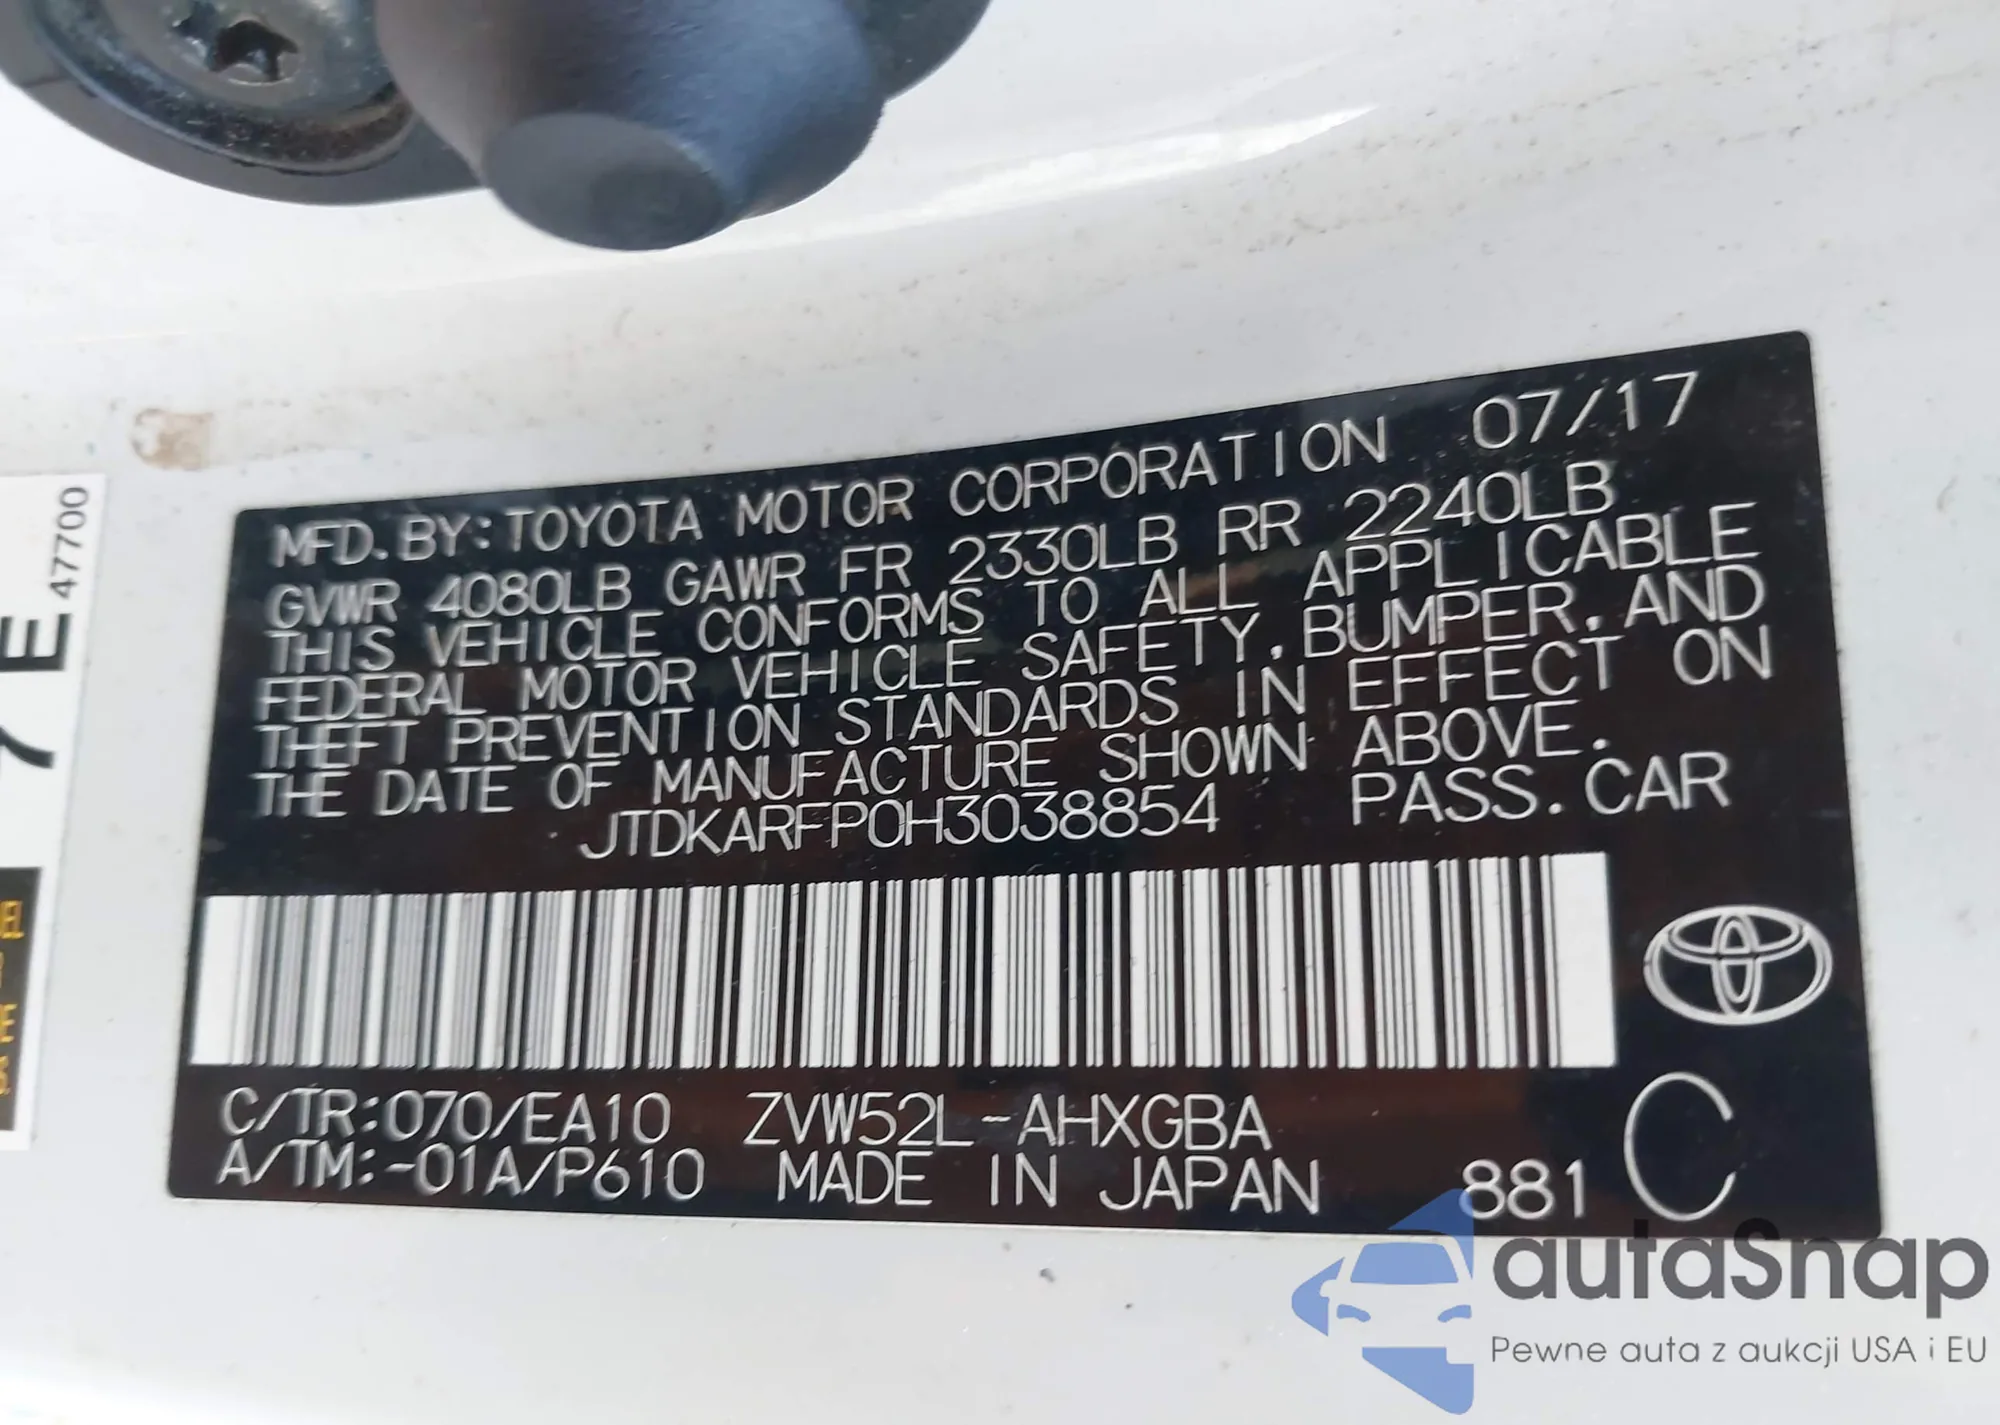 MFD.BY:TOYOTA MOTOR CORPORATION 07/17
GVWR 4080LB GAWR FR 2330LB RR 2240LB
THIS VEHICLE CONFORMS TO ALL APPLICABLE
FEDERAL MOTOR VEHICLE SAFETY,BUMPER,AND
THEFT PREVENTION STANDARDS IN EFFECT ON
THE DATE OF MANUFACTURE SHOWN ABOVE.
JTDKARFP0H3038854 PASS.CAR
C/TR:070/EA10 ZVW52L-AHXGBA C
A/TM:-01A/P610 MADE IN JAPAN 881
7E
47700
autaSnap
Pewne auta z aukcji USA i EU